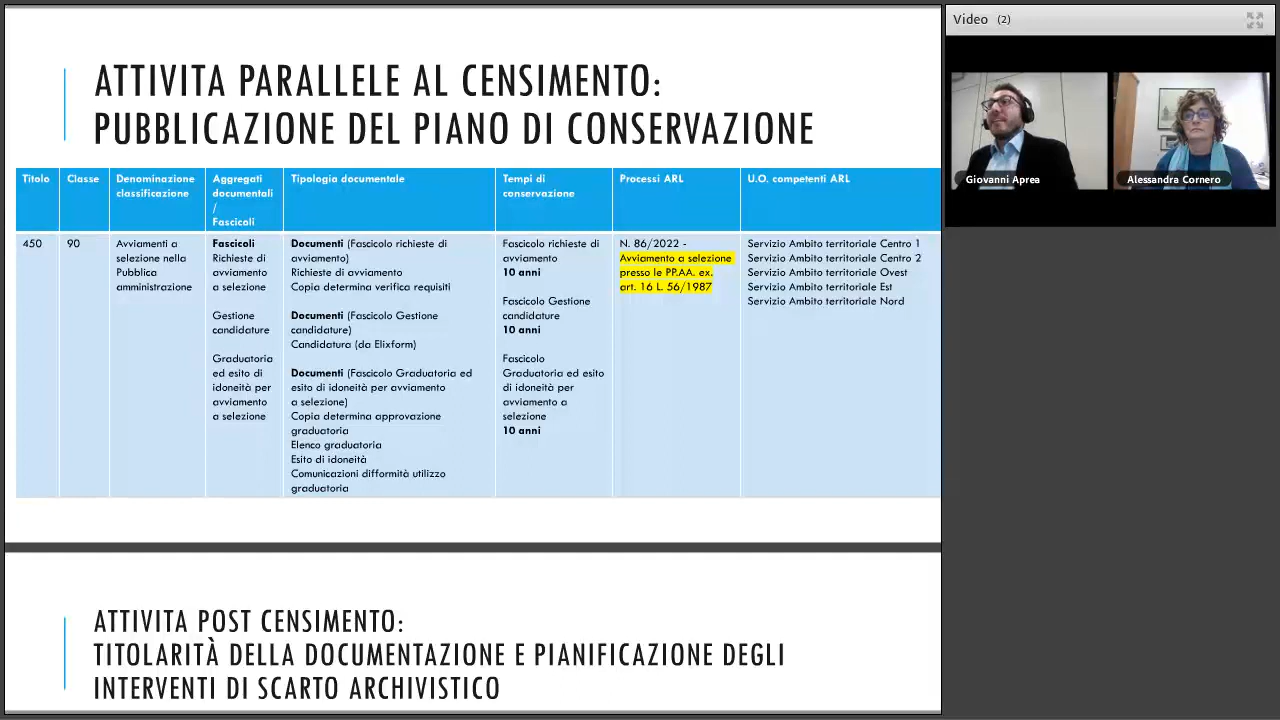 ATTIVITA PARALLELE AL CENSIMENTO:
PUBBLICAZIONE DEL PIANO DI CONSERVAZIONE
Titolo
Classe
Denominazione
classificazione
Aggregati
documentali
/
Fascicoli
Tipologia documentale
Tempi di
conservazione
Processi ARL
U.O. competenti ARL
450
90
Avviamenti a
selezione nella
Pubblica
amministrazione
Fascicoli
Richieste di
avviamento
a selezione
Gestione
candidature
Graduatoria
ed esito di
idoneità per
avviamento
a selezione
Documenti (Fascicolo richieste di
avviamento)
Richieste di avviamento
Copia determina verifica requisiti
Documenti (Fascicolo Gestione
candidature)
Candidatura (da Elixform)
Documenti (Fascicolo Graduatoria ed
esito di idoneità per avviamento
a selezione)
Copia determina approvazione
graduatoria
Elenco graduatoria
Esito di idoneità
Comunicazioni difformità utilizzo
graduatoria
Fascicolo richieste di
avviamento
10 anni
Fascicolo Gestione
candidature
10 anni
Fascicolo
Graduatoria ed esito
di idoneità per
avviamento a
selezione
10 anni
N. 86/2022 -
Avviamento a selezione
presso le PP.AA. ex.
art. 16 L. 56/1987
Servizio Ambito territoriale Centro 1
Servizio Ambito territoriale Centro 2
Servizio Ambito territoriale Ovest
Servizio Ambito territoriale Est
Servizio Ambito territoriale Nord
ATTIVITA POST CENSIMENTO:
TITOLARITÀ DELLA DOCUMENTAZIONE E PIANIFICAZIONE DEGLI
INTERVENTI DI SCARTO ARCHIVISTICO
Video (2)
Giovanni Aprea
Alessandra Cornero